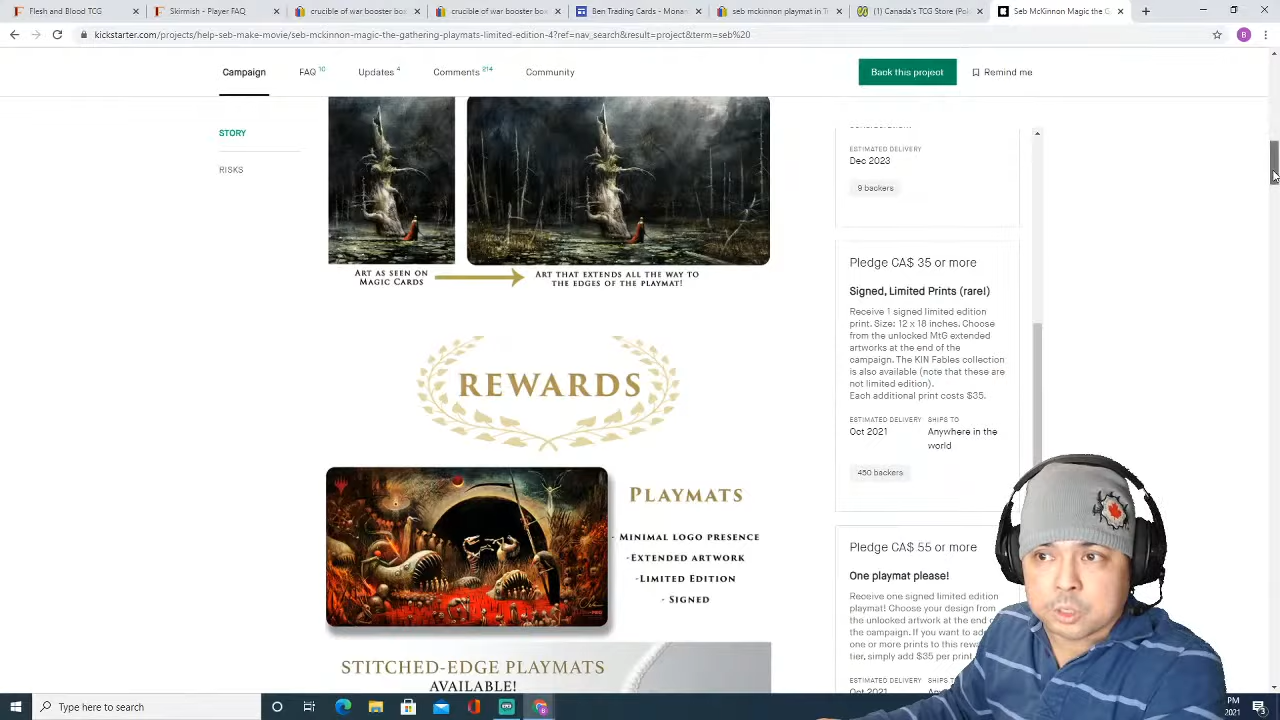 Flesh and Blood TCG
Skirmish - Play FAQ
crucible of war booster bo
crucible of war booster bo
Ben Trading Cards - Mone
seb mckinnon playmat in T
(1) Canada's TCG Store (Pol
Seb McKinnon Magic the G
kickstarter.com/projects/help-seb-make-movie/seb-mckinnon-magic-the-gathering-playmats-limited-edition-4?ref=nav_search&result=project&term=seb%20
B
Campaign
FAQ 10
Updates 4
Comments 214
Community
Back this project
Remind me
STORY
RISKS
ART AS SEEN ON
MAGIC CARDS
ART THAT EXTENDS ALL THE WAY TO
THE EDGES OF THE PLAYMAT!
REWARDS
PLAYMATS
- MINIMAL LOGO PRESENCE
-EXTENDED ARTWORK
-LIMITED EDITION
- SIGNED
STITCHED-EDGE PLAYMATS
AVAILABLE!
ESTIMATED DELIVERY
Dec 2023
9 backers
Pledge CA$ 35 or more
Signed, Limited Prints (rare!)
Receive 1 signed limited edition
print. Size: 12 x 18 inches. Choose
from the unlocked MtG extended
artworks at the end of the
campaign. The KIN Fables collection
is also available (note that these are
not limited edition).
Each additional print costs $35.
ESTIMATED DELIVERY
Oct 2021
SHIPS TO
Anywhere in the
world
450 backers
Pledge CA$ 55 or more
One playmat please!
Receive one signed limited edition
playmat! Choose your design from
the unlocked artwork at the end o
the campaign. If you want to add
one or more prints to this rewa
tier, simply add $35 per print.
ESTIMATED DELIVERY
SHIPS
Type here to search
PM
2021